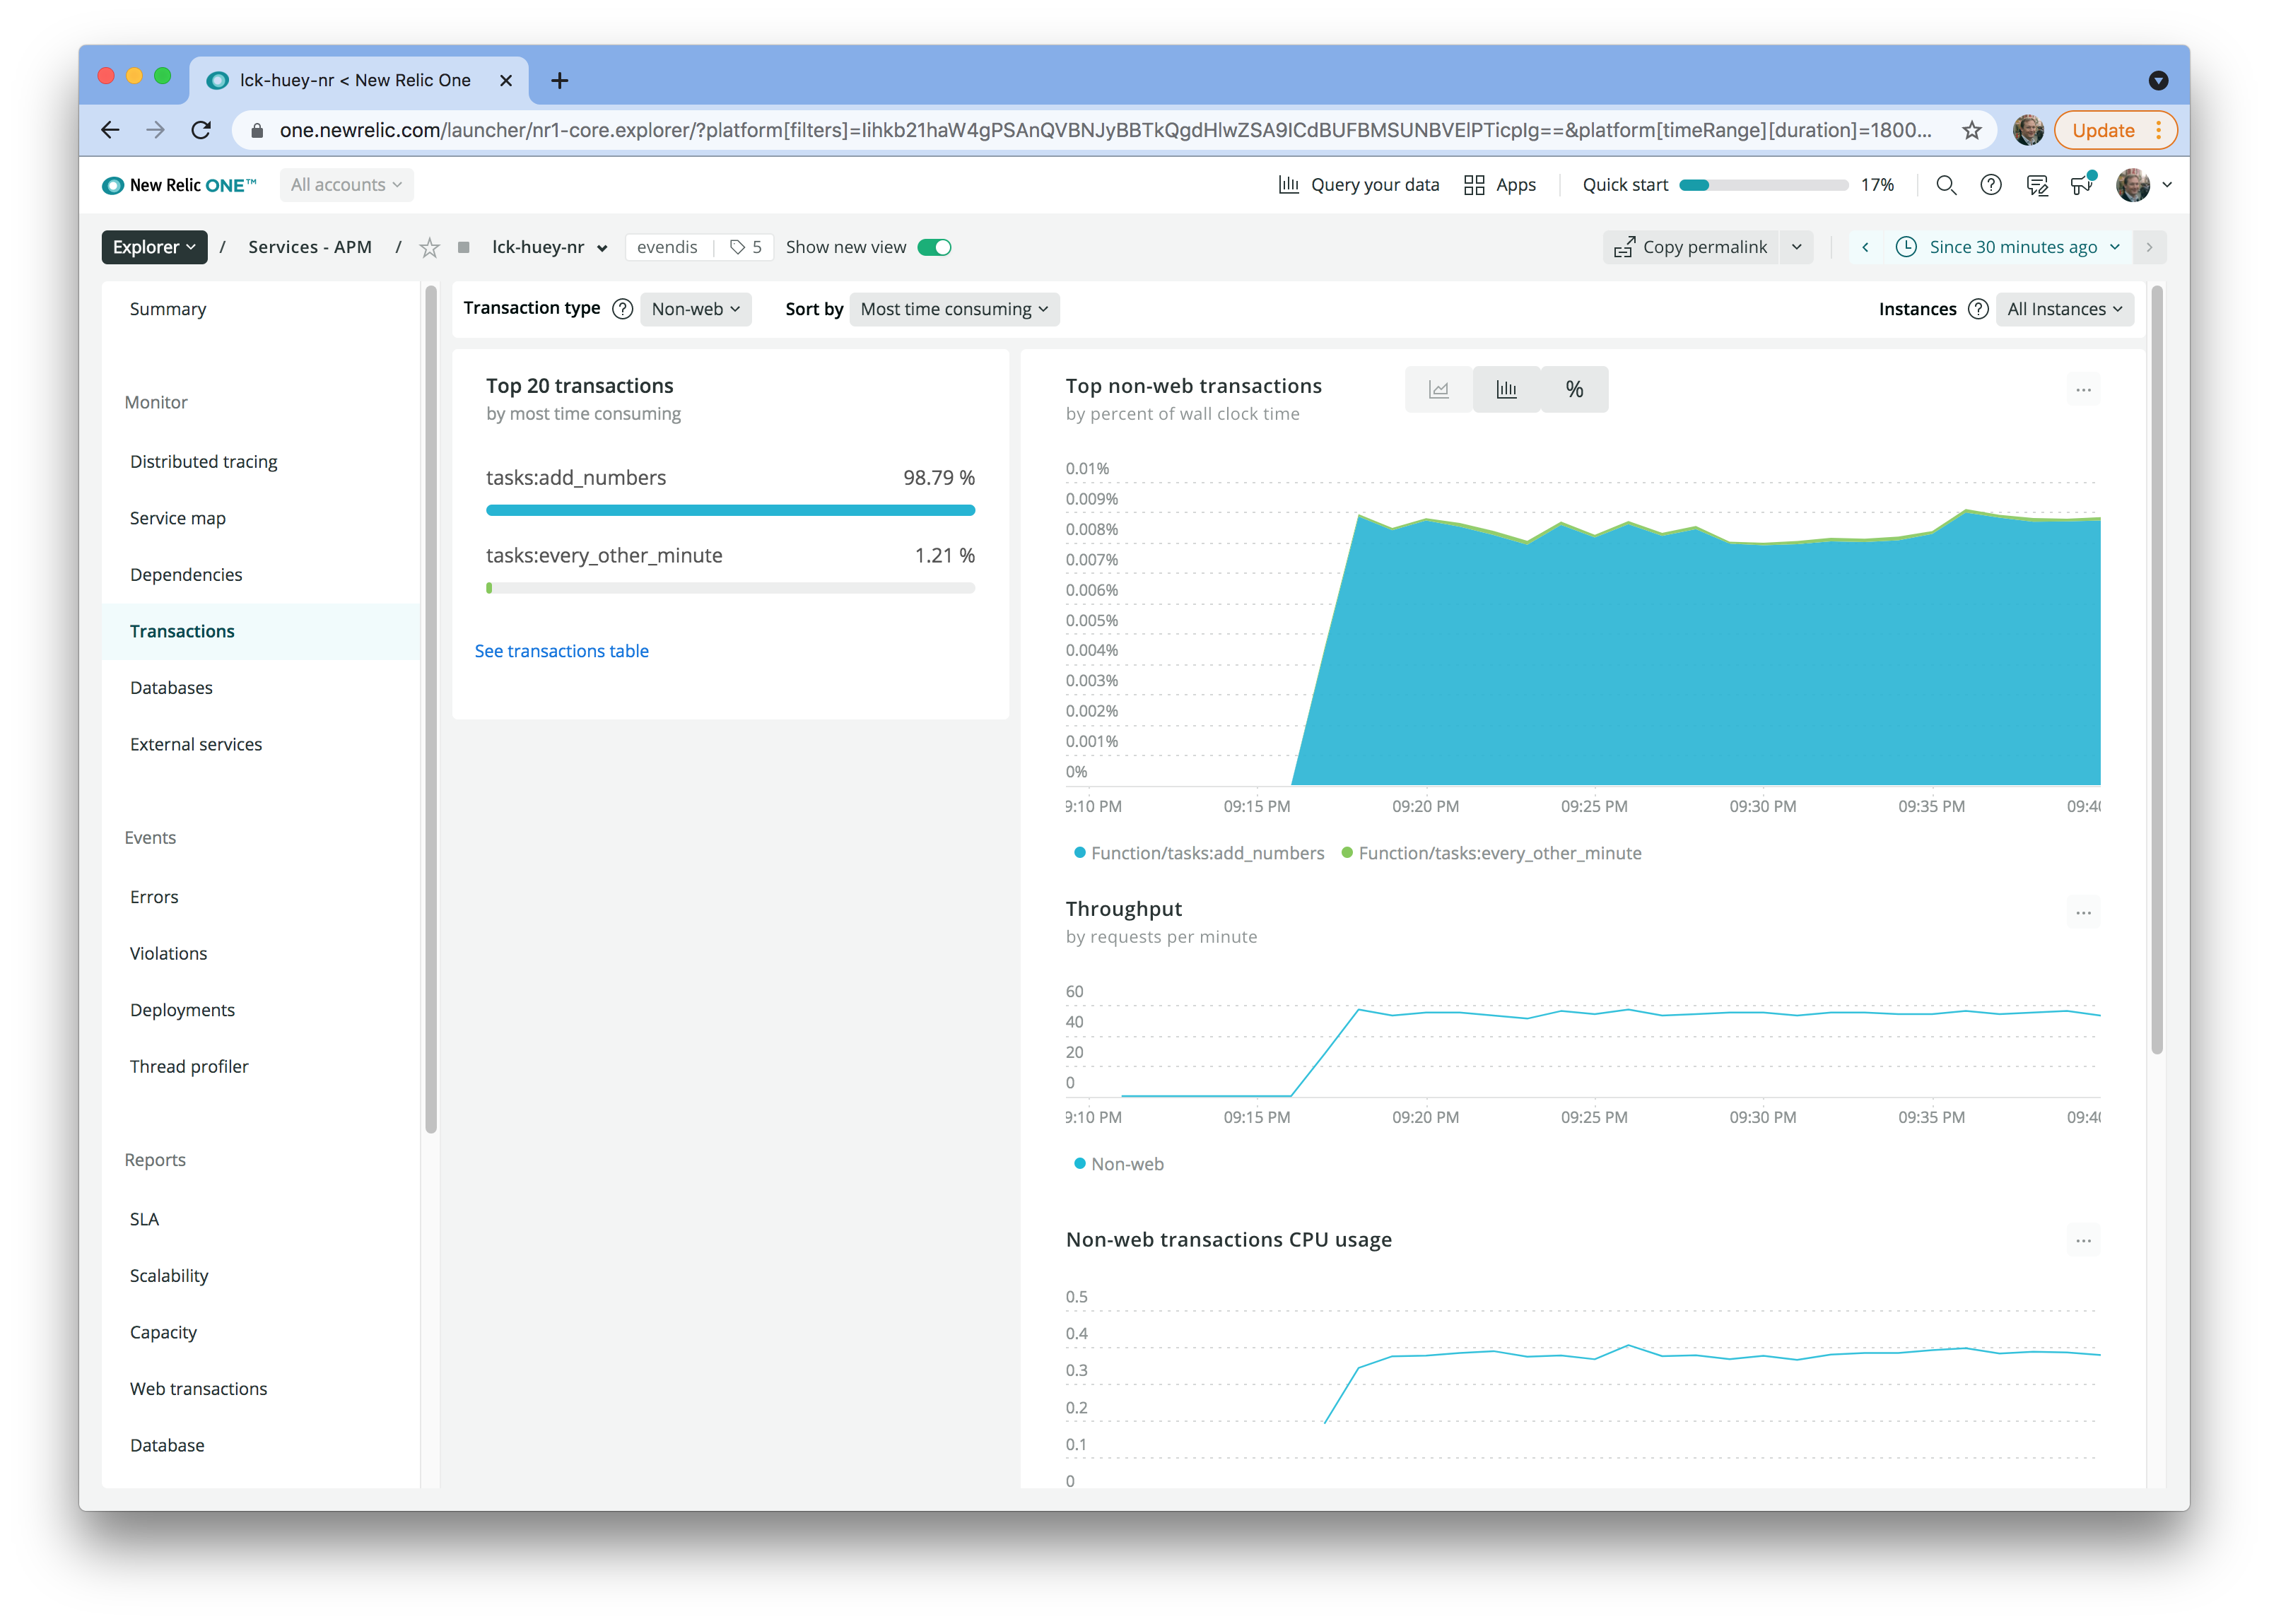 lck-huey-nr < New Relic One
one.newrelic.com/launcher/nr1-core.explorer/?platform[filters]=Iihkb21haW4gPSAnQVBNJyBBTkQgdHlwZSA9ICdBUFBMSUNBVElPTicpIg==&platform[timeRange][duration]=1800...
Update
New Relic ONE™ All accounts
Query your data Apps Quick start 17%
Explorer / Services - APM / lck-huey-nr evendis 5 Show new view
Copy permalink Since 30 minutes ago
Summary
Monitor
Distributed tracing
Service map
Dependencies
Transactions
Databases
External services
Events
Errors
Violations
Deployments
Thread profiler
Reports
SLA
Scalability
Capacity
Web transactions
Database
Transaction type ? Non-web Sort by Most time consuming
Instances ? All Instances
Top 20 transactions
by most time consuming
tasks:add_numbers 98.79 %
tasks:every_other_minute 1.21 %
See transactions table
Top non-web transactions
by percent of wall clock time
%
...
0.01%
0.009%
0.008%
0.007%
0.006%
0.005%
0.004%
0.003%
0.002%
0.001%
0%
9:10 PM 09:15 PM 09:20 PM 09:25 PM 09:30 PM 09:35 PM 09:40
Function/tasks:add_numbers Function/tasks:every_other_minute
Throughput
...
by requests per minute
60
40
20
0
9:10 PM 09:15 PM 09:20 PM 09:25 PM 09:30 PM 09:35 PM 09:40
Non-web
Non-web transactions CPU usage
...
0.5
0.4
0.3
0.2
0.1
0